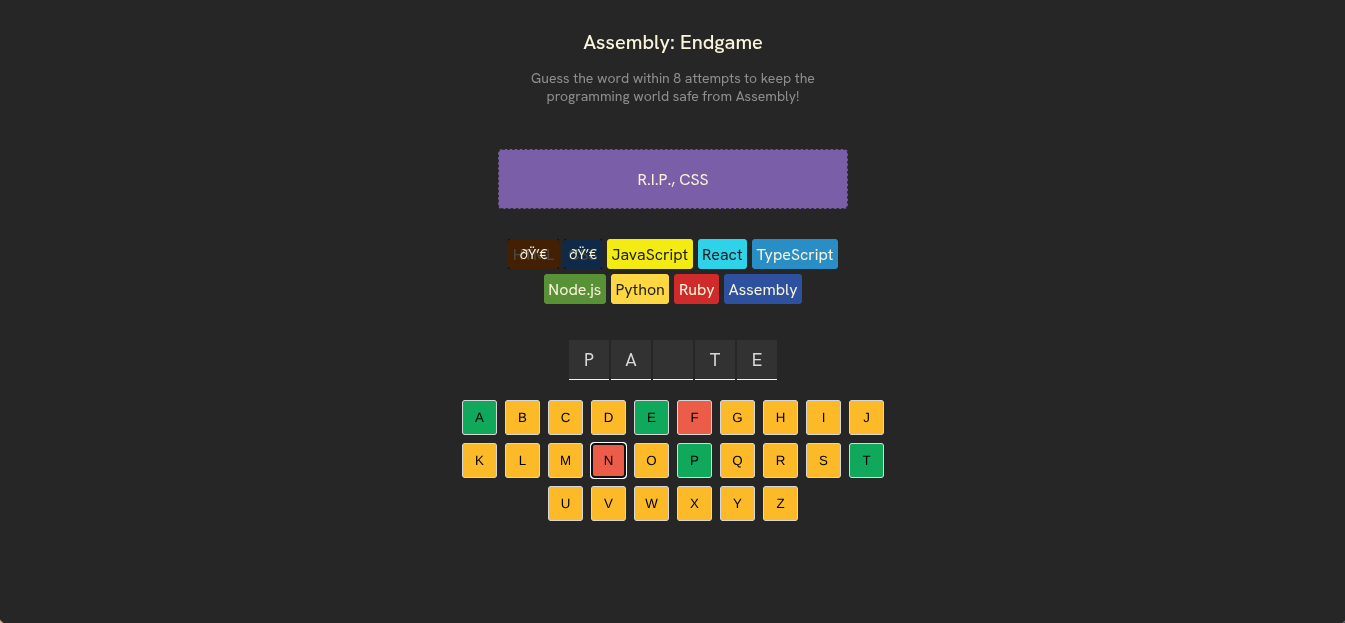 Assembly: Endgame
Guess the word within 8 attempts to keep the
programming world safe from Assembly!
R.I.P., CSS
ðŸ’€ ðŸ’€ JavaScript React TypeScript
Node.js Python Ruby Assembly
P A T E
A B C D E F G H I J
K L M N O P Q R S T
U V W X Y Z